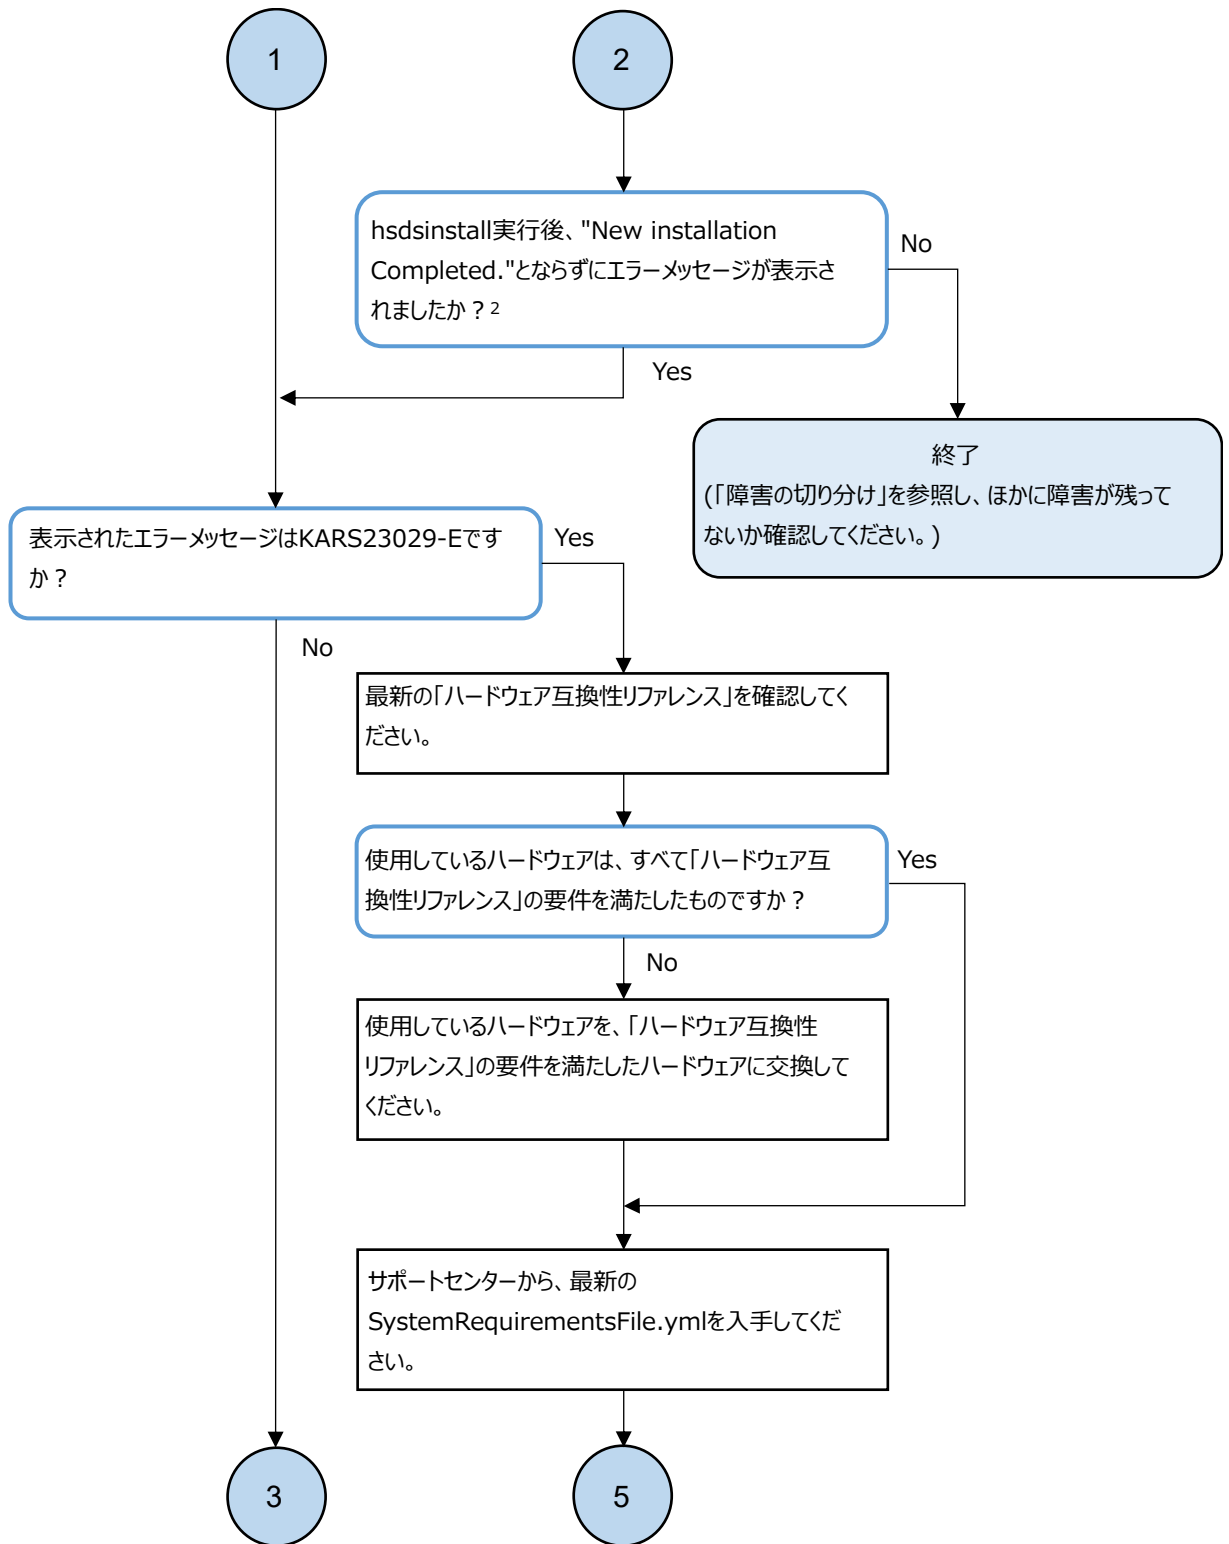 1
2
hsdsinstall実行後、"New installation
Completed."とならずにエラーメッセージが表示さ
れましたか？2
No
Yes
終了
(「障害の切り分け」を参照し、ほかに障害が残って
ないか確認してください。)
表示されたエラーメッセージはKARS23029-Eです
か？
Yes
No
最新の「ハードウェア互換性リファレンス」を確認してく
ださい。
使用しているハードウェアは、すべて「ハードウェア互
換性リファレンス」の要件を満たしたものですか？
Yes
No
使用しているハードウェアを、「ハードウェア互換性
リファレンス」の要件を満たしたハードウェアに交換して
ください。
サポートセンターから、最新の
SystemRequirementsFile.ymlを入手してくだ
さい。
3
5